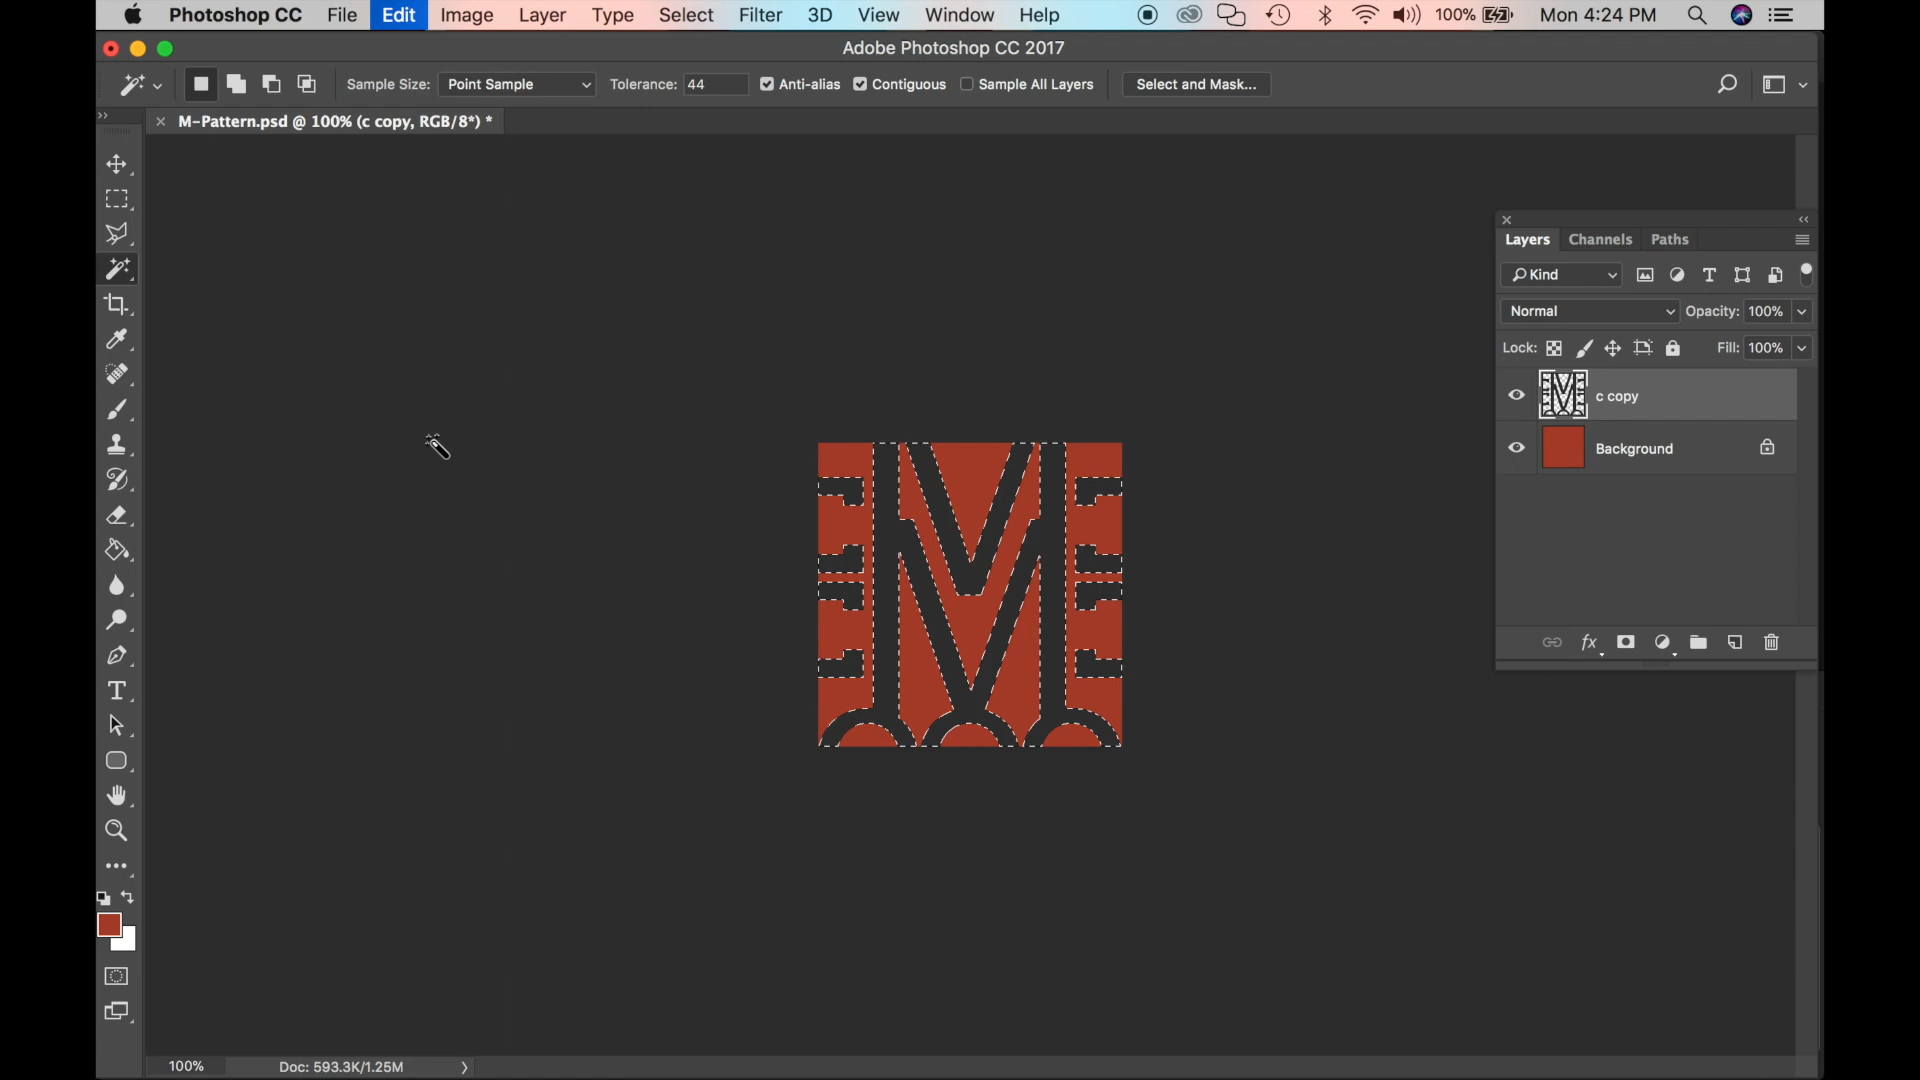 Photoshop CC File Edit Image Layer Type Select Filter 3D View Window Help 100% Mon 4:24 PM
Adobe Photoshop CC 2017
Sample Size: Point Sample Tolerance: 44 Anti-alias Contiguous Sample All Layers Select and Mask...
M-Pattern.psd @ 100% (c copy, RGB/8*) *
Layers Channels Paths
Kind
Normal Opacity: 100%
Lock: Fill: 100%
c copy
Background
fx
100% Doc: 593.3K/1.25M